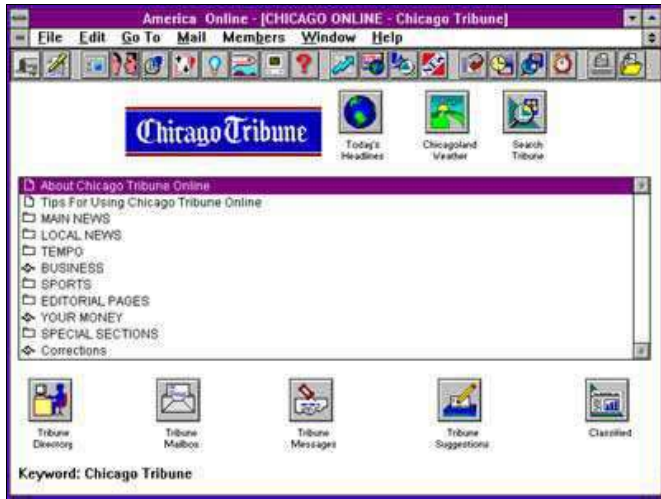 America Online - [CHICAGO ONLINE - Chicago Tribune]
File Edit Go To Mail Members Window Help
Chicago Tribune
Today's Headlines
Chicagoland Weather
Search Tribune
About Chicago Tribune Online
Tips For Using Chicago Tribune Online
MAIN NEWS
LOCAL NEWS
TEMPO
BUSINESS
SPORTS
EDITORIAL PAGES
YOUR MONEY
SPECIAL SECTIONS
Corrections
Tribune Directory
Tribune Mailbox
Tribune Messages
Tribune Suggestions
Classified
Keyword: Chicago Tribune